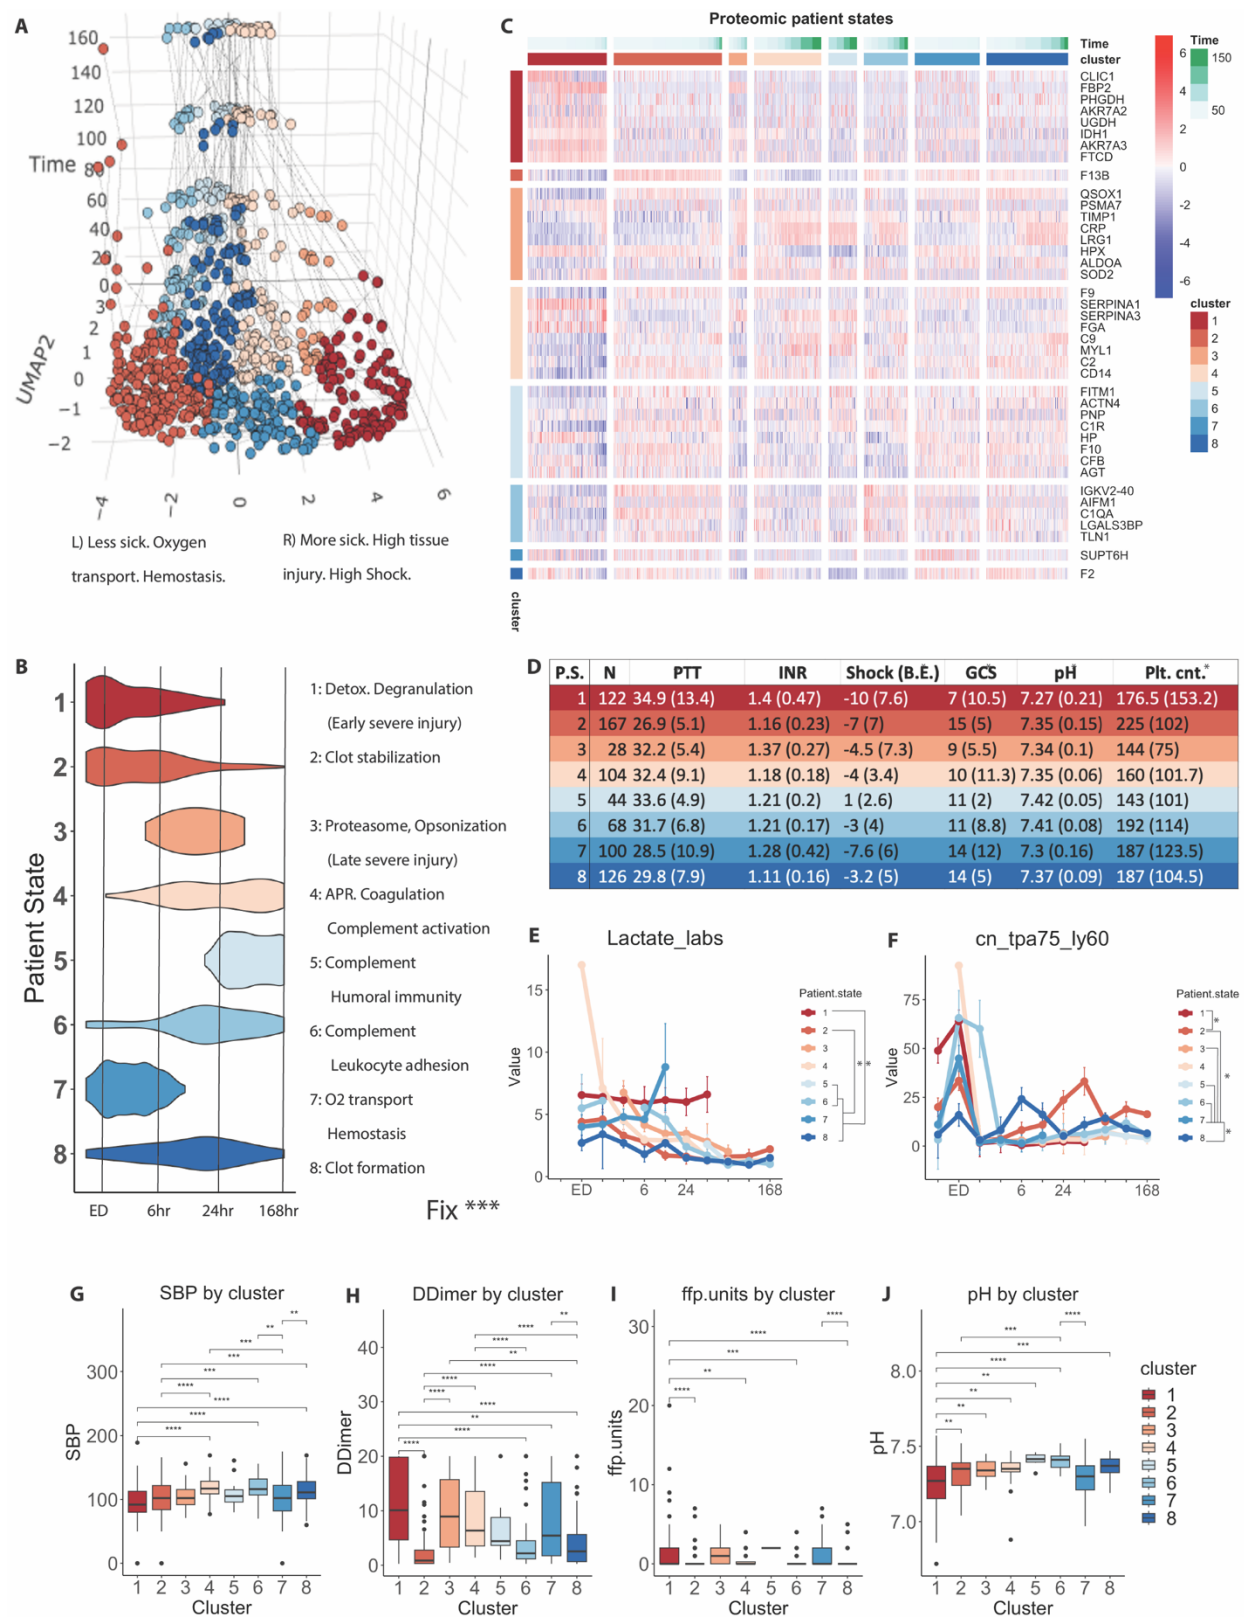 A
160
140
120
100
Time
80
60
40
20
0
3
2
1
0
−1
−2
UMAP2
−4
−2
0
2
4
6
L) Less sick. Oxygen
transport. Hemostasis.
R) More sick. High tissue
injury. High Shock.
C
Proteomic patient states
Time
cluster
CLIC1
FBP2
PHGDH
AKR7A2
UGDH
IDH1
AKR7A3
FTCD
F13B
QSOX1
PSMA7
TIMP1
CRP
LRG1
HPX
ALDOA
SOD2
F9
SERPINA1
SERPINA3
FGA
C9
MYL1
C2
CD14
FITM1
ACTN4
PNP
C1R
HP
F10
CFB
AGT
IGKV2-40
AIFM1
C1QA
LGALS3BP
TLN1
SUPT6H
F2
cluster
6
4
2
0
-2
-4
-6
Time
150
50
cluster
1
2
3
4
5
6
7
8
B
Patient State
1
2
3
4
5
6
7
8
ED 6hr 24hr 168hr
1: Detox. Degranulation
(Early severe injury)
2: Clot stabilization
3: Proteasome, Opsonization
(Late severe injury)
4: APR. Coagulation
Complement activation
5: Complement
Humoral immunity
6: Complement
Leukocyte adhesion
7: O2 transport
Hemostasis
8: Clot formation
Fix ***
D
P.S. N PTT INR Shock (B.E.)* GCS* pH* Plt. cnt.*
1 122 34.9 (13.4) 1.4 (0.47) -10 (7.6) 7 (10.5) 7.27 (0.21) 176.5 (153.2)
2 167 26.9 (5.1) 1.16 (0.23) -7 (7) 15 (5) 7.35 (0.15) 225 (102)
3 28 32.2 (5.4) 1.37 (0.27) -4.5 (7.3) 9 (5.5) 7.34 (0.1) 144 (75)
4 104 32.4 (9.1) 1.18 (0.18) -4 (3.4) 10 (11.3) 7.35 (0.06) 160 (101.7)
5 44 33.6 (4.9) 1.21 (0.2) 1 (2.6) 11 (2) 7.42 (0.05) 143 (101)
6 68 31.7 (6.8) 1.21 (0.17) -3 (4) 11 (8.8) 7.41 (0.08) 192 (114)
7 100 28.5 (10.9) 1.28 (0.42) -7.6 (6) 14 (12) 7.3 (0.16) 187 (123.5)
8 126 29.8 (7.9) 1.11 (0.16) -3.2 (5) 14 (5) 7.37 (0.09) 187 (104.5)
E
Lactate_labs
Value
15
10
5
0
ED 6 24 168
Patient.state
1
2
3
4
5
6
7
8
* *
F
cn_tpa75_ly60
Value
75
50
25
0
ED 6 24 168
Patient.state
1
2
3
4
5
6
7
8
*
*
*
G
SBP by cluster
SBP
300
200
100
0
**
**
***
***
***
****
****
****
****
1 2 3 4 5 6 7 8
Cluster
H
DDimer by cluster
DDimer
40
30
20
10
0
**
****
****
**
****
****
****
****
**
****
****
1 2 3 4 5 6 7 8
Cluster
I
ffp.units by cluster
ffp.units
30
20
10
0
****
****
***
**
****
1 2 3 4 5 6 7 8
Cluster
J
pH by cluster
pH
8.0
7.5
7.0
****
***
***
****
**
**
**
**
1 2 3 4 5 6 7 8
Cluster
cluster
1
2
3
4
5
6
7
8